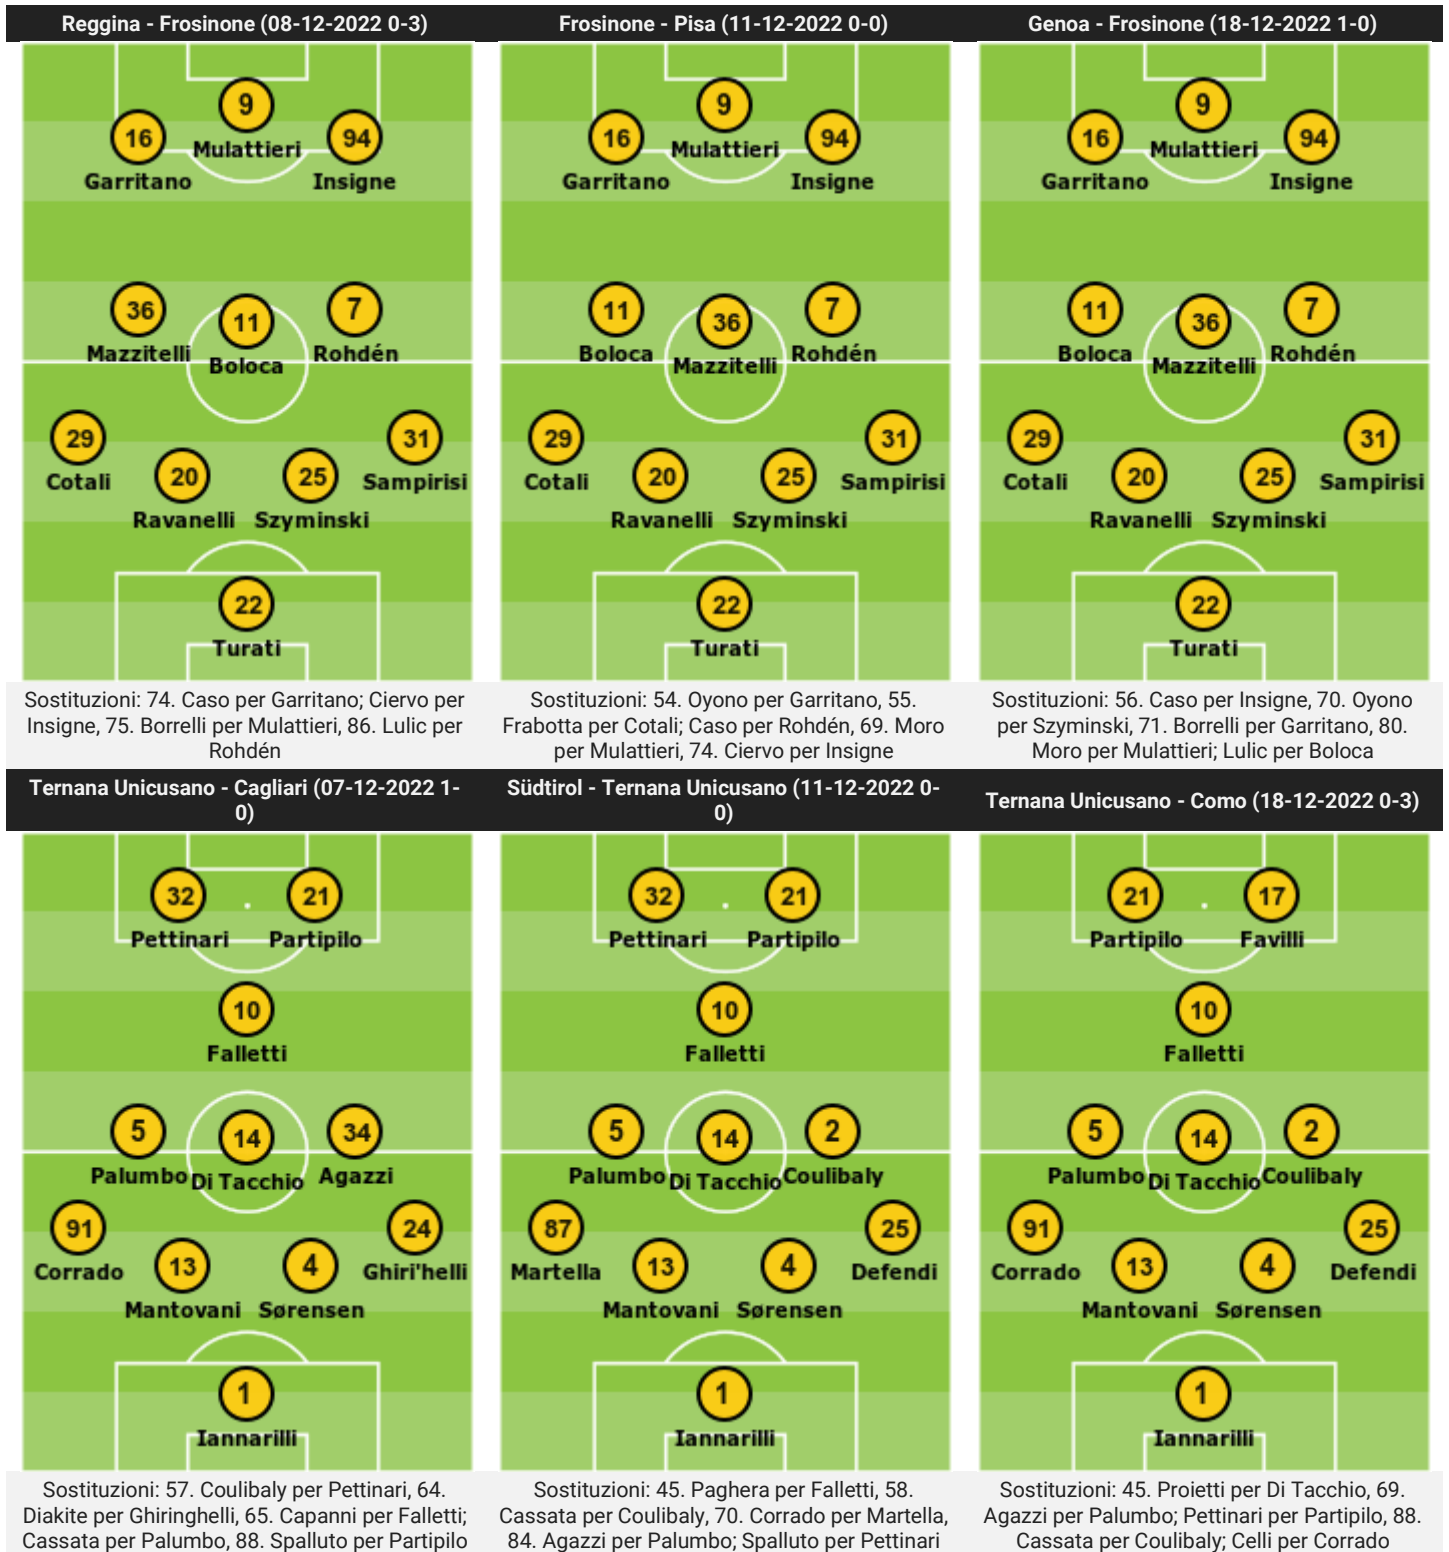 Reggina - Frosinone (08-12-2022 0-3)
9
16
94
Mulattieri
Garritano
Insigne
36
11
7
Mazzitelli
Boloca
Rohdén
29
31
20
25
Cotali
Sampirisi
Ravanelli
Szyminski
22
Turati
Sostituzioni: 74. Caso per Garritano; Ciervo per
Insigne, 75. Borrelli per Mulattieri, 86. Lulic per
Rohdén
Frosinone - Pisa (11-12-2022 0-0)
9
16
94
Mulattieri
Garritano
Insigne
11
36
7
Boloca
Mazzitelli
Rohdén
29
31
20
25
Cotali
Sampirisi
Ravanelli
Szyminski
22
Turati
Sostituzioni: 54. Oyono per Garritano, 55.
Frabotta per Cotali; Caso per Rohdén, 69. Moro
per Mulattieri, 74. Ciervo per Insigne
Genoa - Frosinone (18-12-2022 1-0)
9
16
94
Mulattieri
Garritano
Insigne
11
36
7
Boloca
Mazzitelli
Rohdén
29
31
20
25
Cotali
Sampirisi
Ravanelli
Szyminski
22
Turati
Sostituzioni: 56. Caso per Insigne, 70. Oyono
per Szyminski, 71. Borrelli per Garritano, 80.
Moro per Mulattieri; Lulic per Boloca
Ternana Unicusano - Cagliari (07-12-2022 1-
0)
32
21
Pettinari
Partipilo
10
Falletti
5
14
34
Palumbo
Di Tacchio
Agazzi
91
24
13
4
Corrado
Ghiri'helli
Mantovani
Sørensen
1
Iannarilli
Sostituzioni: 57. Coulibaly per Pettinari, 64.
Diakite per Ghiringhelli, 65. Capanni per Falletti;
Cassata per Palumbo, 88. Spalluto per Partipilo
Südtirol - Ternana Unicusano (11-12-2022 0-
0)
32
21
Pettinari
Partipilo
10
Falletti
5
14
2
Palumbo
Di Tacchio
Coulibaly
87
25
13
4
Martella
Defendi
Mantovani
Sørensen
1
Iannarilli
Sostituzioni: 45. Paghera per Falletti, 58.
Cassata per Coulibaly, 70. Corrado per Martella,
84. Agazzi per Palumbo; Spalluto per Pettinari
Ternana Unicusano - Como (18-12-2022 0-3)
21
17
Partipilo
Favilli
10
Falletti
5
14
2
Palumbo
Di Tacchio
Coulibaly
91
25
13
4
Corrado
Defendi
Mantovani
Sørensen
1
Iannarilli
Sostituzioni: 45. Proietti per Di Tacchio, 69.
Agazzi per Palumbo; Pettinari per Partipilo, 88.
Cassata per Coulibaly; Celli per Corrado